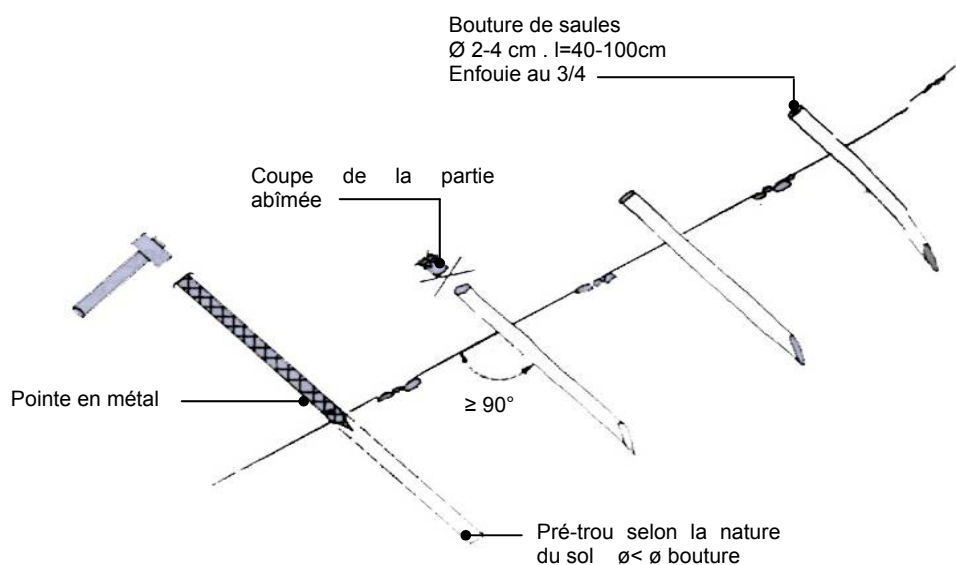 Bouture de saules
Ø 2-4 cm . l=40-100cm
Enfouie au 3/4
Coupe de la partie
abîmée
Pointe en métal
≥ 90°
Pré-trou selon la nature
du sol ø< ø bouture